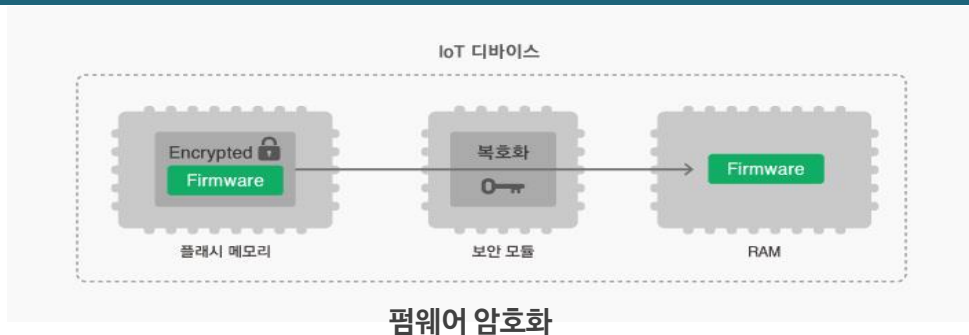 IoT 디바이스
Encrypted
Firmware
복호화
Firmware
플래시 메모리
보안 모듈
RAM
펌웨어 암호화